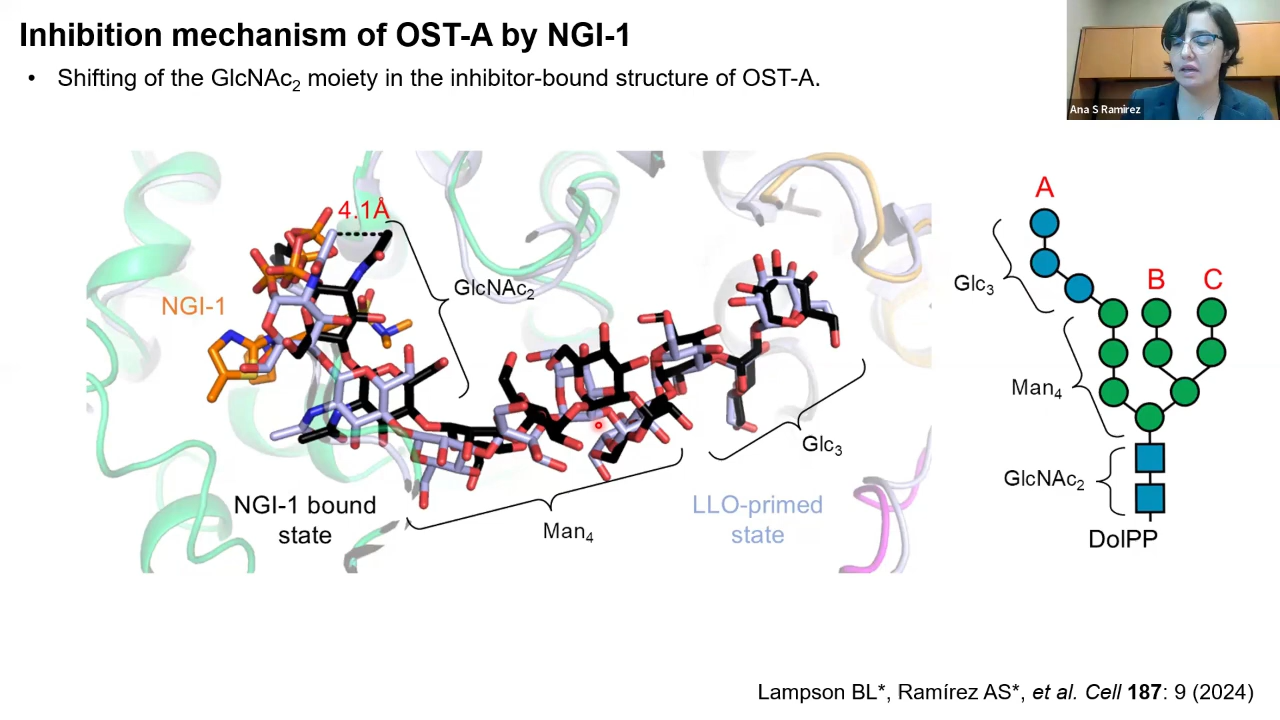 Inhibition mechanism of OST-A by NGI-1
• Shifting of the GlcNAc₂ moiety in the inhibitor-bound structure of OST-A.
Ana S Ramirez
4.1Å
GlcNAc₂
NGI-1
NGI-1 bound
state
Man₄
Glc₃
LLO-primed
state
A
B
C
Glc₃
Man₄
GlcNAc₂
DolPP
Lampson BL*, Ramírez AS*, et al. Cell 187: 9 (2024)